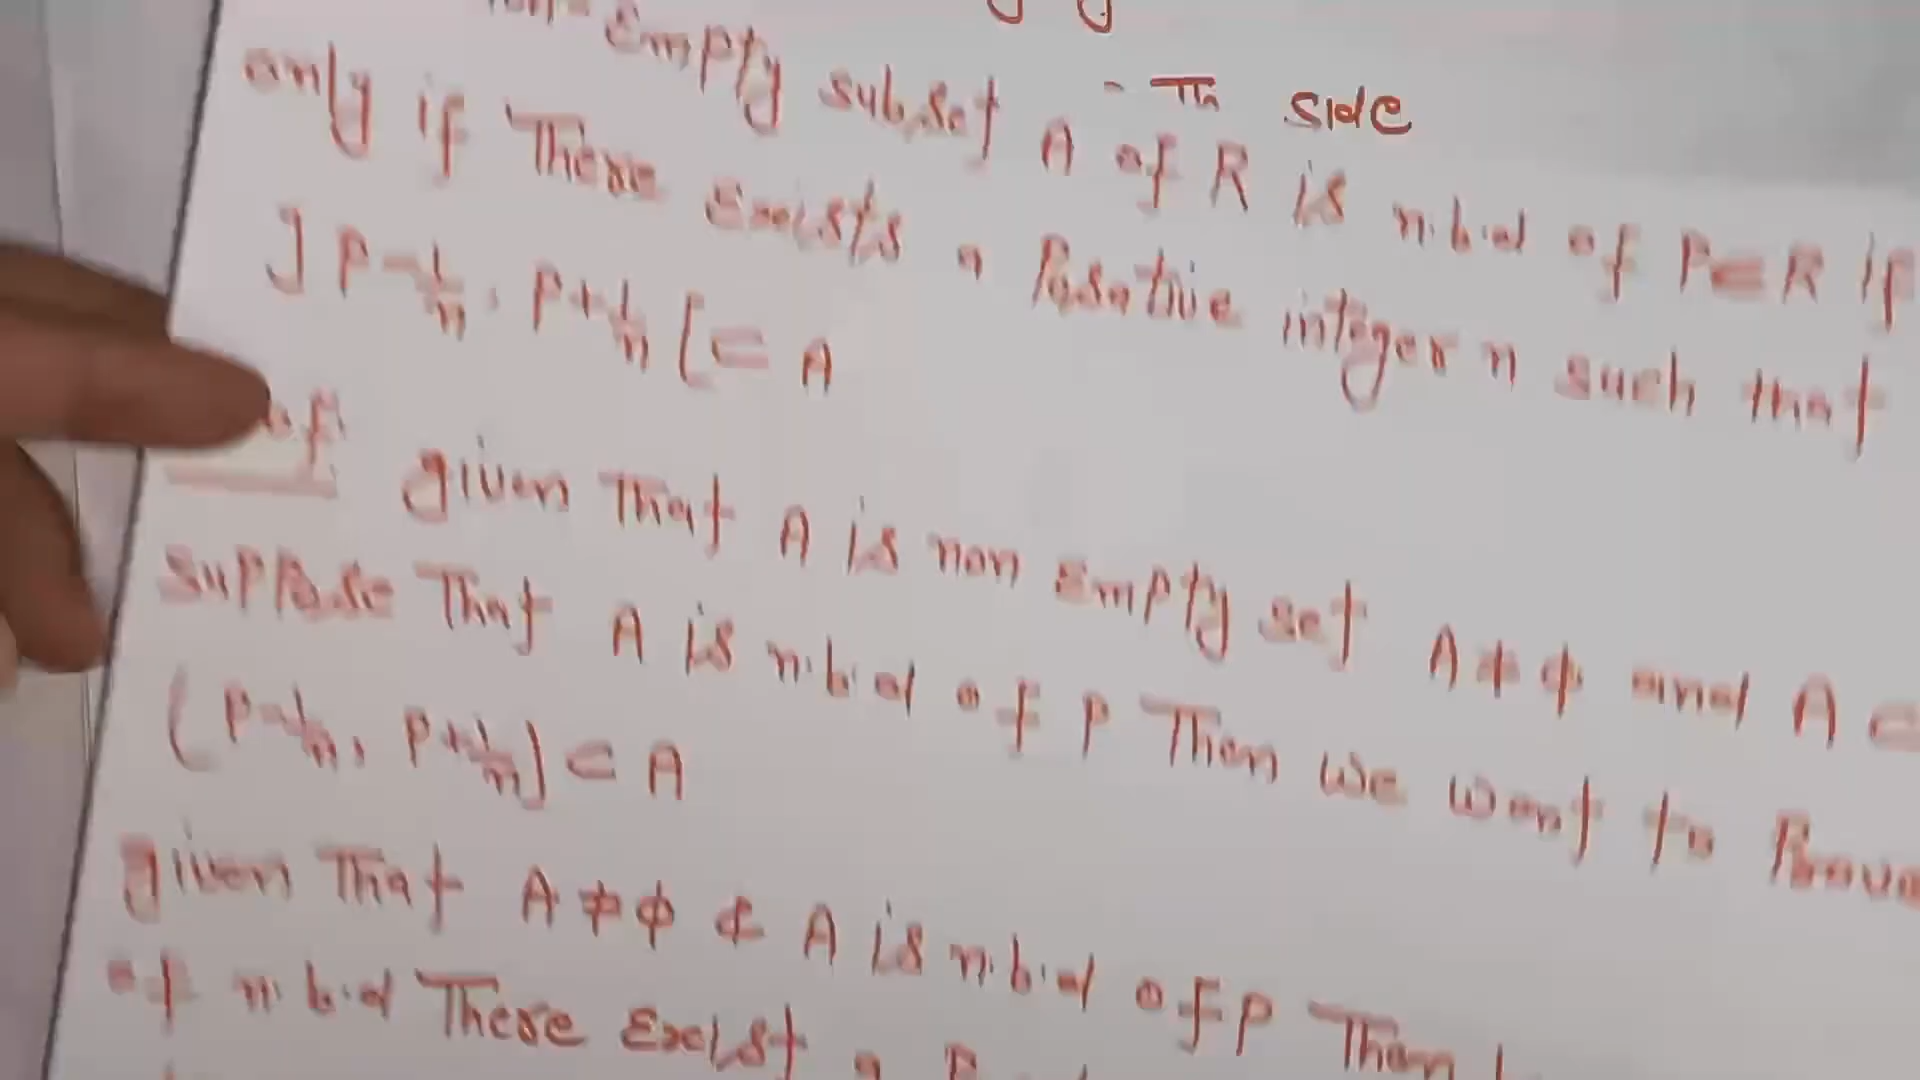 Empty subset A of R is n.b.d of P∈R if
Th side
only if There Exists a Positive integer n such that
]P-1/n, P+1/n[ ⊂ A
given That A is non Empty set A≠ϕ and A ⊂
Suppose That A is n.b.d of P Then we want to Prove
(P-1/n, P+1/n) ⊂ A
given That A≠ϕ & A is n.b.d of P Then
of n.b.d There Exist a